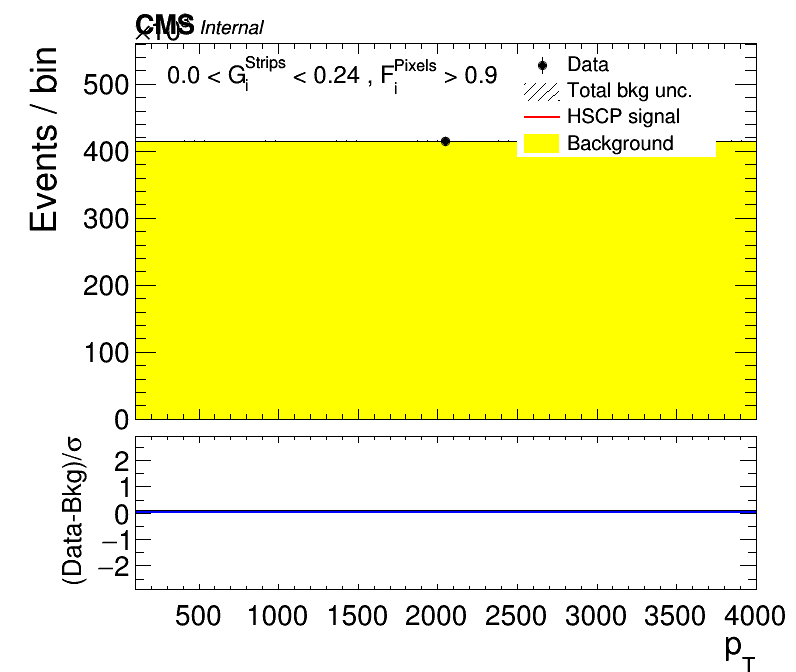 CMS Internal
×10³
0.0 < G_i^Strips < 0.24 , F_i^Pixels > 0.9
Data
Total bkg unc.
HSCP signal
Background
Events / bin
500
400
300
200
100
0
(Data-Bkg)/σ
2
1
0
−1
−2
500 1000 1500 2000 2500 3000 3500 4000
p_T